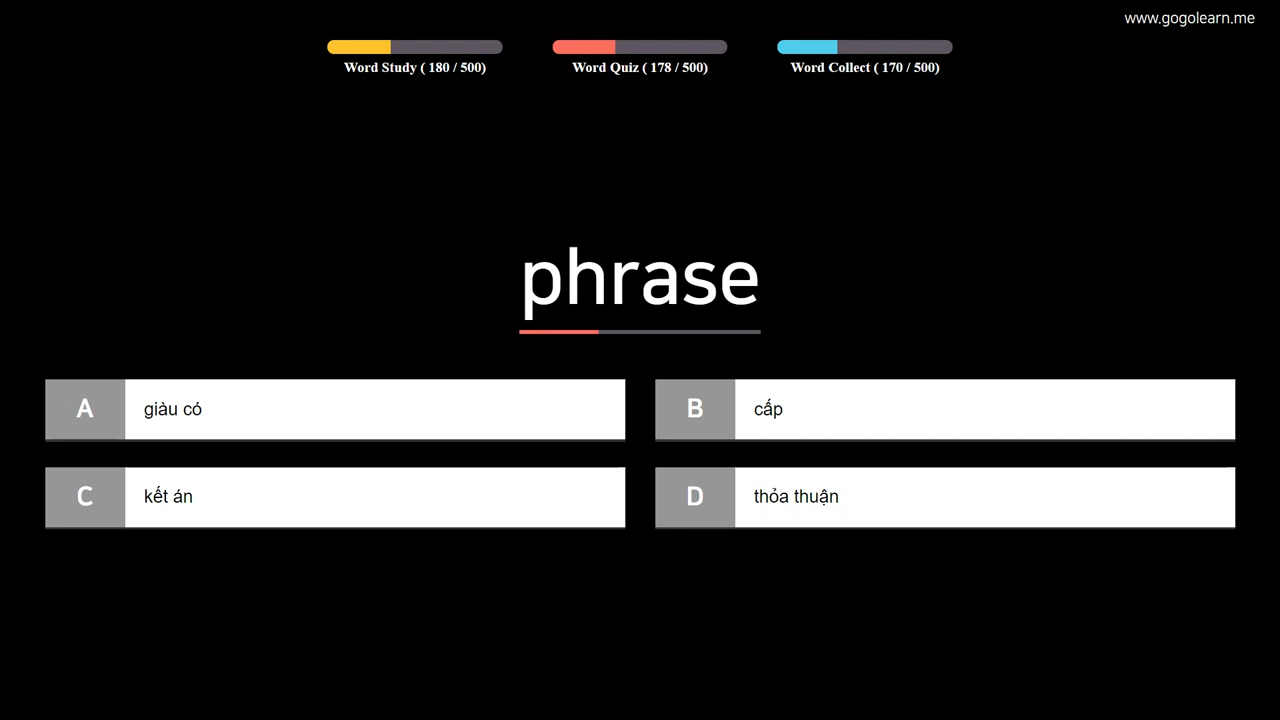 www.gogolearn.me
Word Study ( 180 / 500)
Word Quiz ( 178 / 500)
Word Collect ( 170 / 500)
phrase
A giàu có
B cấp
C kết án
D thỏa thuận